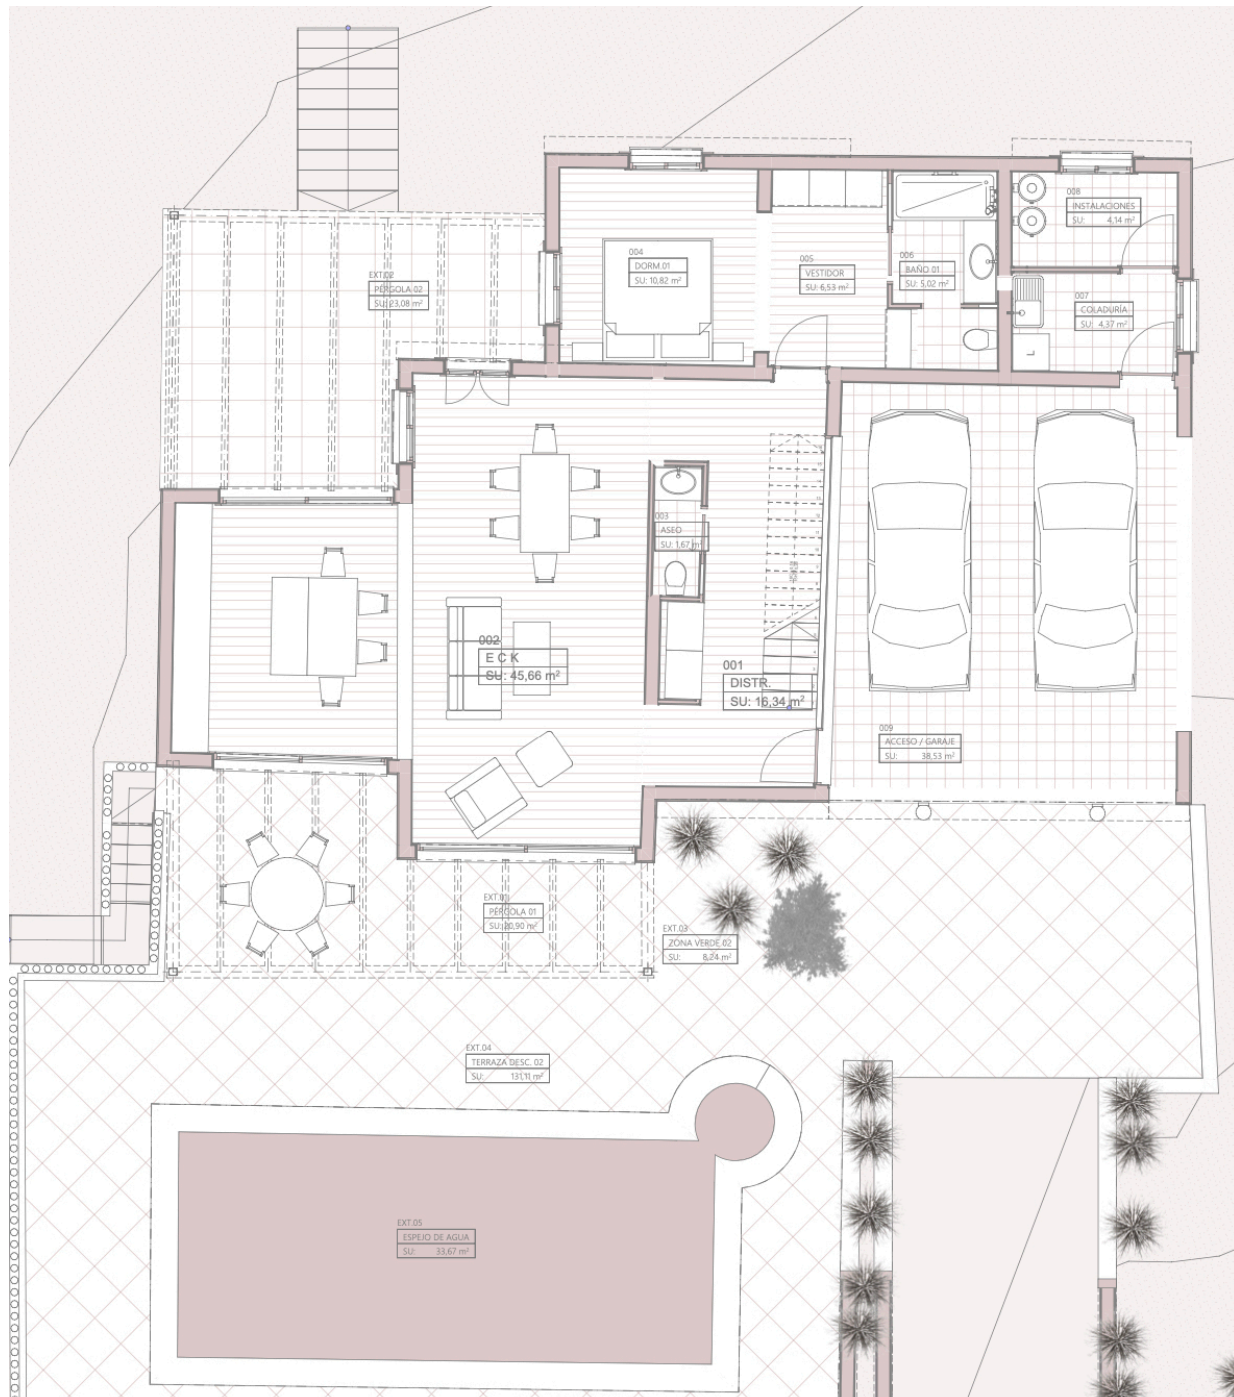 008
INSTALACIONES
SU: 4,14 m²
004
DORM.01
SU: 10,82 m²
005
VESTIDOR
SU: 6,53 m²
006
BAÑO 01
SU: 5,02 m²
EXT.02
PÉRGOLA 02
SU: 23,08 m²
007
COLADURÍA
SU: 4,37 m²
L
003
ASEO
SU: 1,67 m²
002
E C K
SU: 45,66 m²
001
DISTR.
SU: 16,34 m²
009
ACCESO / GARAJE
SU: 38,53 m²
EXT.01
PÉRGOLA 01
SU: 20,90 m²
EXT.03
ZONA VERDE 02
SU: 8,24 m²
EXT.04
TERRAZA DESC. 02
SU: 131,11 m²
EXT.05
ESPEJO DE AGUA
SU: 33,67 m²